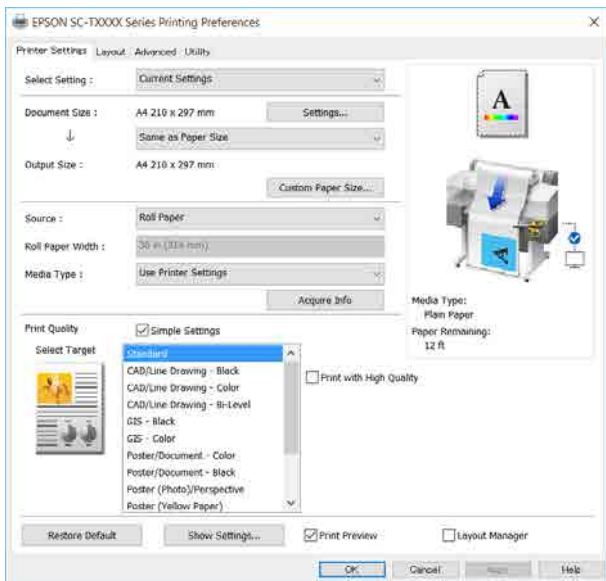 EPSON SC-TXXXX Series Printing Preferences
Printer Settings Layout Advanced Utility
Select Setting : Current Settings
Document Size : A4 210 x 297 mm Settings...
Same as Paper Size
Output Size : A4 210 x 297 mm
Custom Paper Size...
Source : Roll Paper
Roll Paper Width : 36 in (914 mm)
Media Type : Use Printer Settings
Acquire Info
Media Type:
Plain Paper
Paper Remaining:
12 ft
Print Quality Simple Settings
Select Target
Standard
CAD/Line Drawing - Black
Print with High Quality
CAD/Line Drawing - Color
CAD/Line Drawing - Bi-Level
GIS - Black
GIS - Color
Poster/Document - Color
Poster/Document - Black
Poster (Photo)/Perspective
Poster (Yellow Paper)
Restore Default Show Settings... Print Preview Layout Manager
OK Cancel Apply Help
A
A